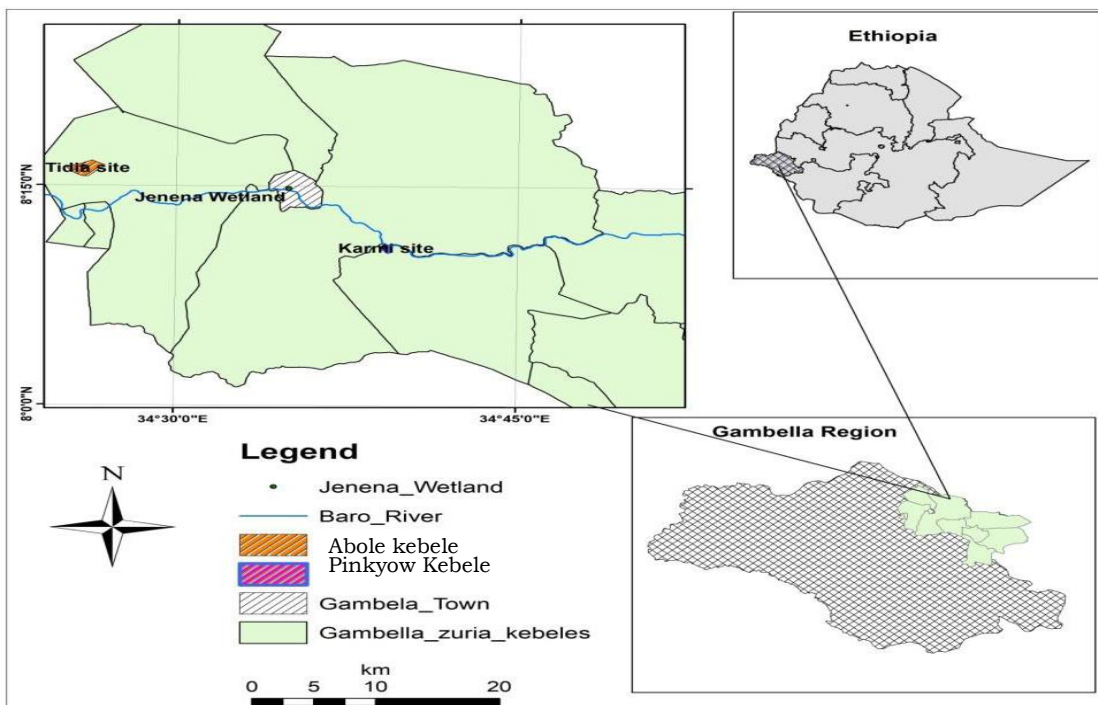 Ethiopia
Tidia site
8°15'0"N
Jenena Wetland
Karmi site
8°0'0"N
34°30'0"E
34°45'0"E
Gambella Region
Legend
N
Jenena_Wetland
Baro_River
Abole kebele
Pinkyow Kebele
Gambela_Town
Gambella_zuria_kebeles
km
0 5 10 20